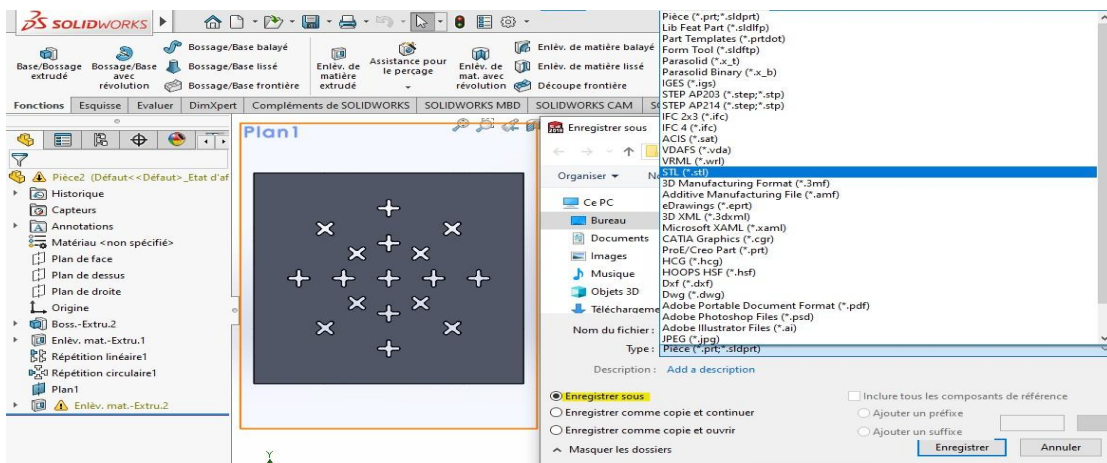 SOLIDWORKS
Base/Bossage extrudé
Bossage/Base avec révolution
Bossage/Base balayé
Bossage/Base lissé
Bossage/Base frontière
Enlèv. de matière extrudé
Assistance pour le perçage
Enlèv. de mat. avec révolution
Enlèv. de matière balayé
Enlèv. de matière lissé
Découpe frontière
Fonctions
Esquisse
Evaluer
DimXpert
Compléments de SOLIDWORKS
SOLIDWORKS MBD
SOLIDWORKS CAM
Pièce2 (Défaut<<Défaut>_Etat d'af
Historique
Capteurs
Annotations
Matériau <non spécifié>
Plan de face
Plan de dessus
Plan de droite
Origine
Boss.-Extru.2
Enlèv. mat.-Extru.1
Répétition linéaire1
Répétition circulaire1
Plan1
Enlèv. mat.-Extru.2
Plan1
Y
Enregistrer sous
Organiser
Ce PC
Bureau
Documents
Images
Musique
Objets 3D
Téléchargeme
Nom du fichier :
Type :
Pièce (*.prt;*.sldprt)
Description :
Add a description
Enregistrer sous
Enregistrer comme copie et continuer
Enregistrer comme copie et ouvrir
Masquer les dossiers
Inclure tous les composants de référence
Ajouter un préfixe
Ajouter un suffixe
Enregistrer
Annuler
Pièce (*.prt;*.sldprt)
Lib Feat Part (*.sldlfp)
Part Templates (*.prtdot)
Form Tool (*.sldftp)
Parasolid (*.x_t)
Parasolid Binary (*.x_b)
IGES (*.igs)
STEP AP203 (*.step;*.stp)
STEP AP214 (*.step;*.stp)
IFC 2x3 (*.ifc)
IFC 4 (*.ifc)
ACIS (*.sat)
VDAFS (*.vda)
VRML (*.wrl)
STL (*.stl)
3D Manufacturing Format (*.3mf)
Additive Manufacturing File (*.amf)
eDrawings (*.eprt)
3D XML (*.3dxml)
Microsoft XAML (*.xaml)
CATIA Graphics (*.cgr)
ProE/Creo Part (*.prt)
HCG (*.hcg)
HOOPS HSF (*.hsf)
Dxf (*.dxf)
Dwg (*.dwg)
Adobe Portable Document Format (*.pdf)
Adobe Photoshop Files (*.psd)
Adobe Illustrator Files (*.ai)
JPEG (*.jpg)